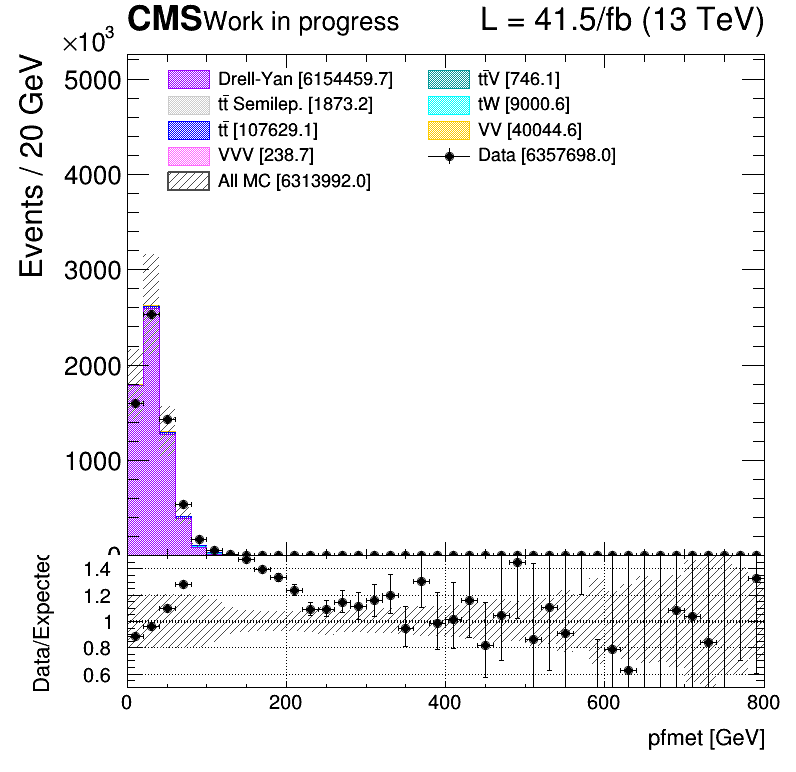 CMS Work in progress L = 41.5/fb (13 TeV)
×10³
Events / 20 GeV
5000
4000
3000
2000
1000
0
Drell-Yan [6154459.7]
tt̄ Semilep. [1873.2]
tt̄ [107629.1]
VVV [238.7]
All MC [6313992.0]
tt̄V [746.1]
tW [9000.6]
VV [40044.6]
Data [6357698.0]
Data/Expected
1.4
1.2
1
0.8
0.6
0 200 400 600 800
pfmet [GeV]